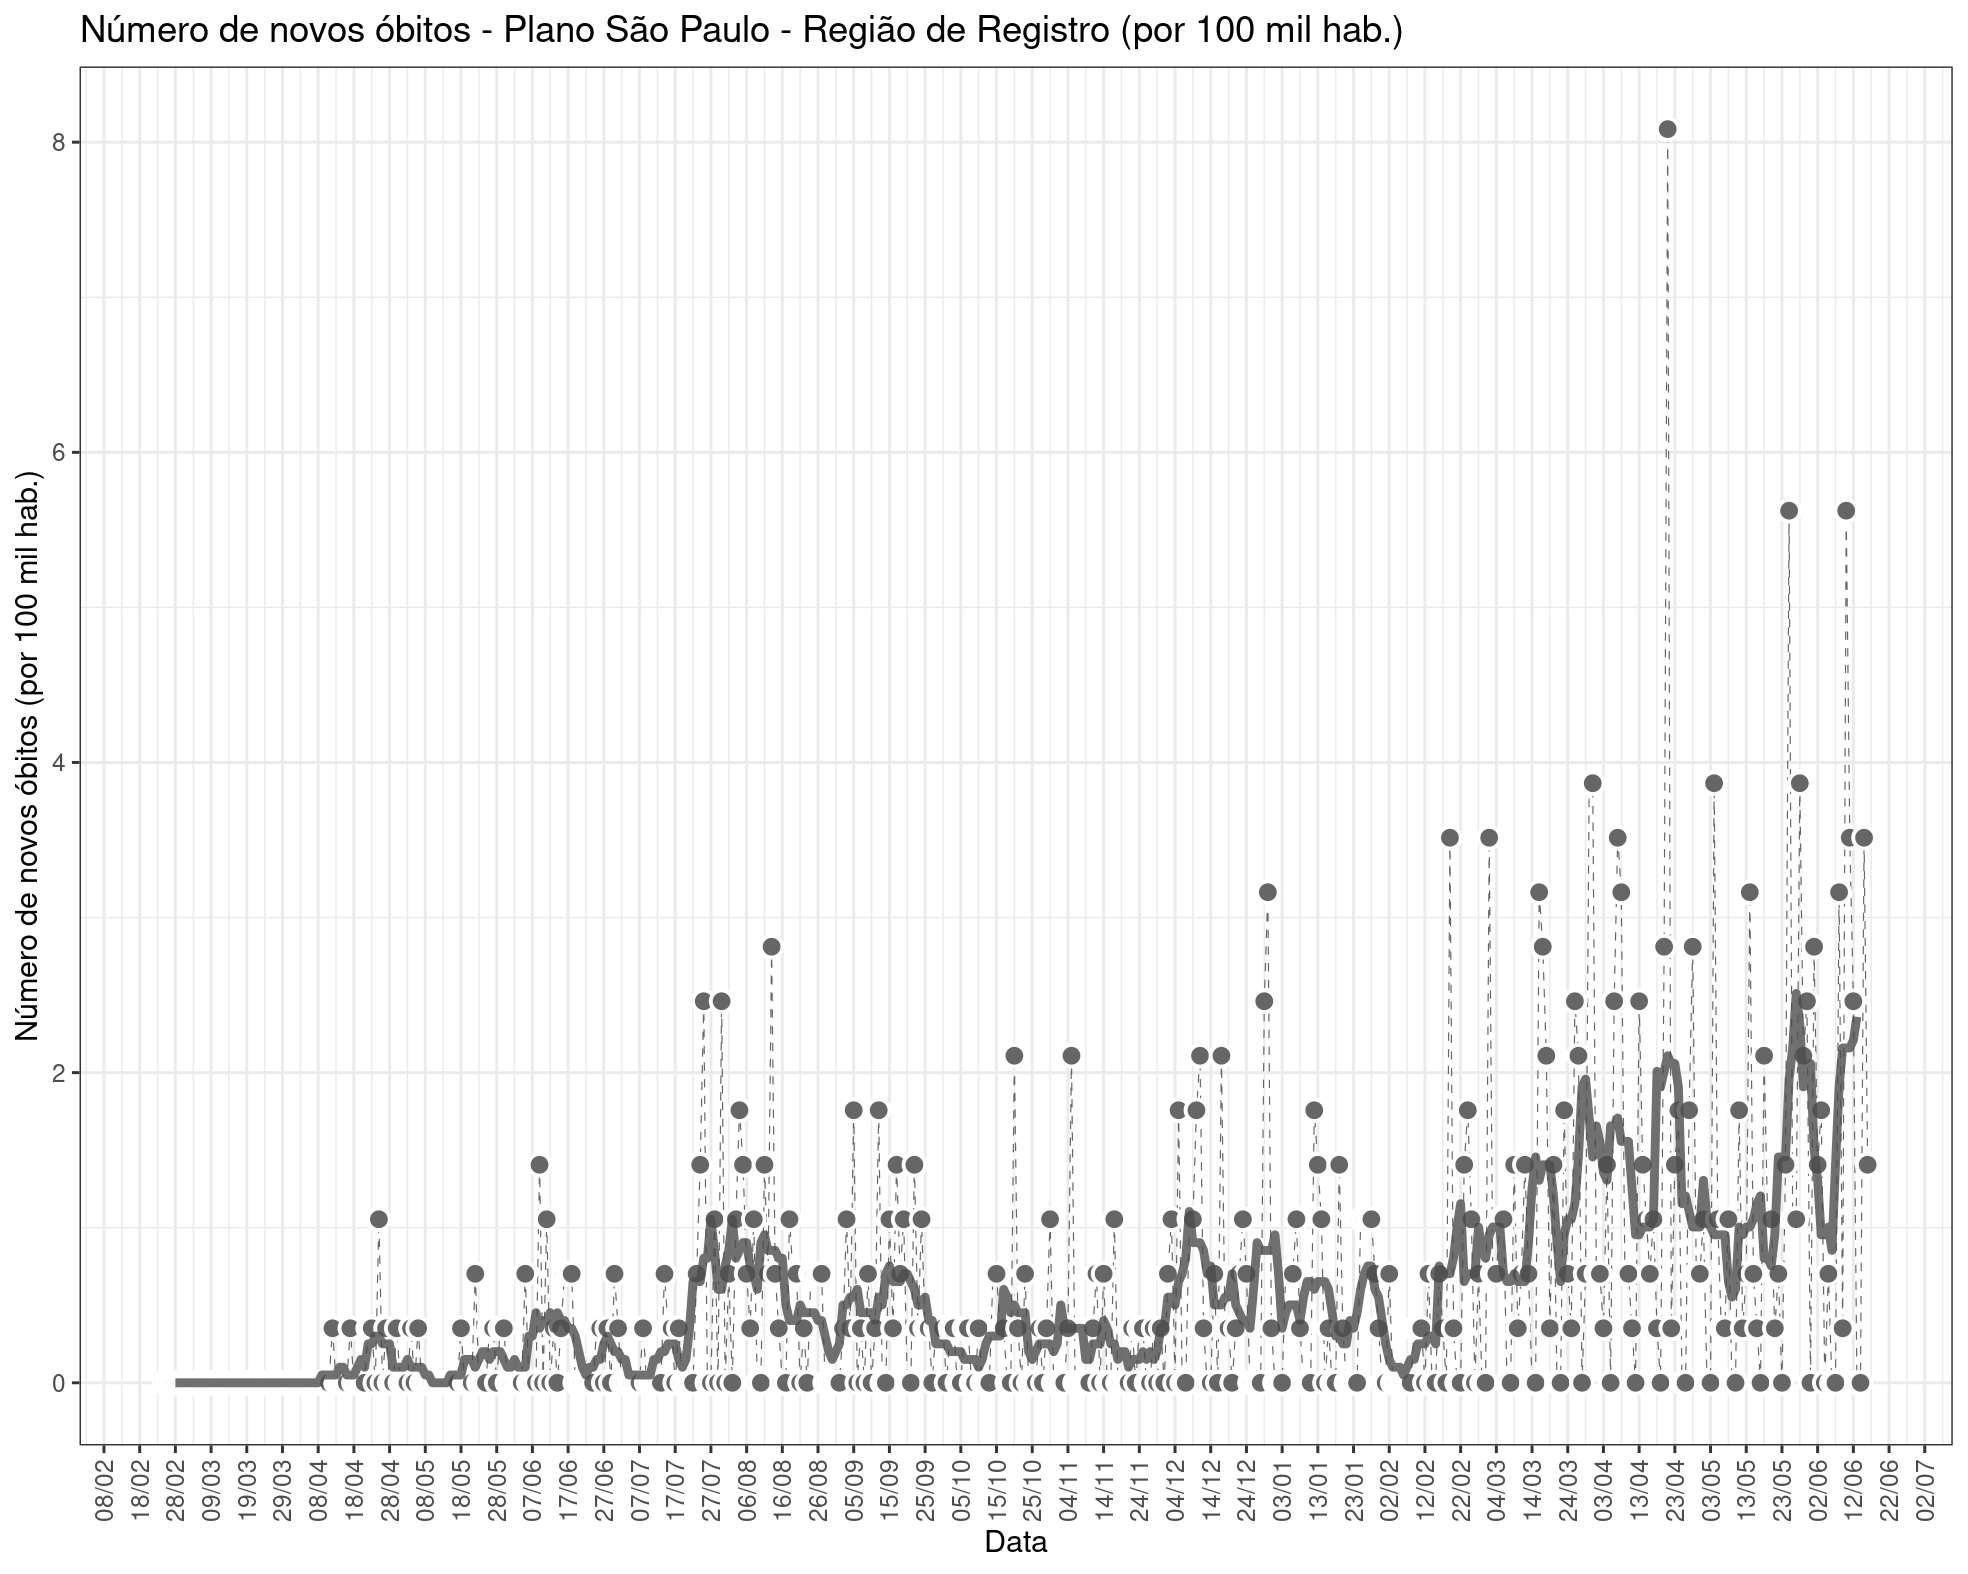 Número de novos óbitos - Plano São Paulo - Região de Registro (por 100 mil hab.)
Número de novos óbitos (por 100 mil hab.)
8
6
4
2
0
08/02 18/02 28/02 09/03 19/03 29/03 08/04 18/04 28/04 08/05 18/05 28/05 07/06 17/06 27/06 07/07 17/07 27/07 06/08 16/08 26/08 05/09 15/09 25/09 05/10 15/10 25/10 04/11 14/11 24/11 04/12 14/12 24/12 03/01 13/01 23/01 02/02 12/02 22/02 04/03 14/03 24/03 03/04 13/04 23/04 03/05 13/05 23/05 02/06 12/06 22/06 02/07
Data